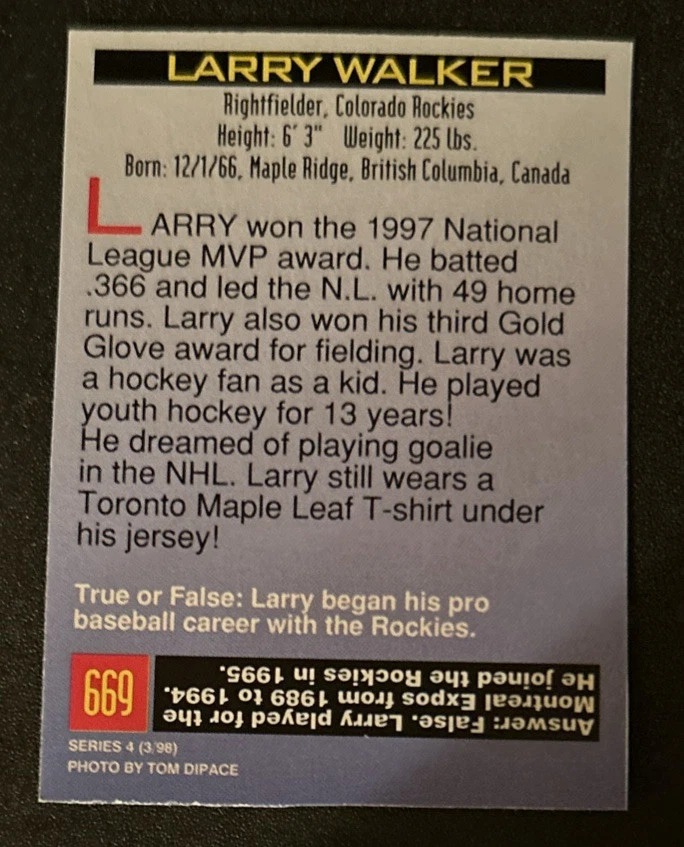 LARRY WALKER
Rightfielder, Colorado Rockies
Height: 6' 3" Weight: 225 lbs.
Born: 12/1/66, Maple Ridge, British Columbia, Canada
LARRY won the 1997 National
League MVP award. He batted
.366 and led the N.L. with 49 home
runs. Larry also won his third Gold
Glove award for fielding. Larry was
a hockey fan as a kid. He played
youth hockey for 13 years!
He dreamed of playing goalie
in the NHL. Larry still wears a
Toronto Maple Leaf T-shirt under
his jersey!
True or False: Larry began his pro
baseball career with the Rockies.
669
Answer: False. Larry played for the
Montreal Expos from 1989 to 1994.
He joined the Rockies in 1995.
SERIES 4 (3/98)
PHOTO BY TOM DIPACE